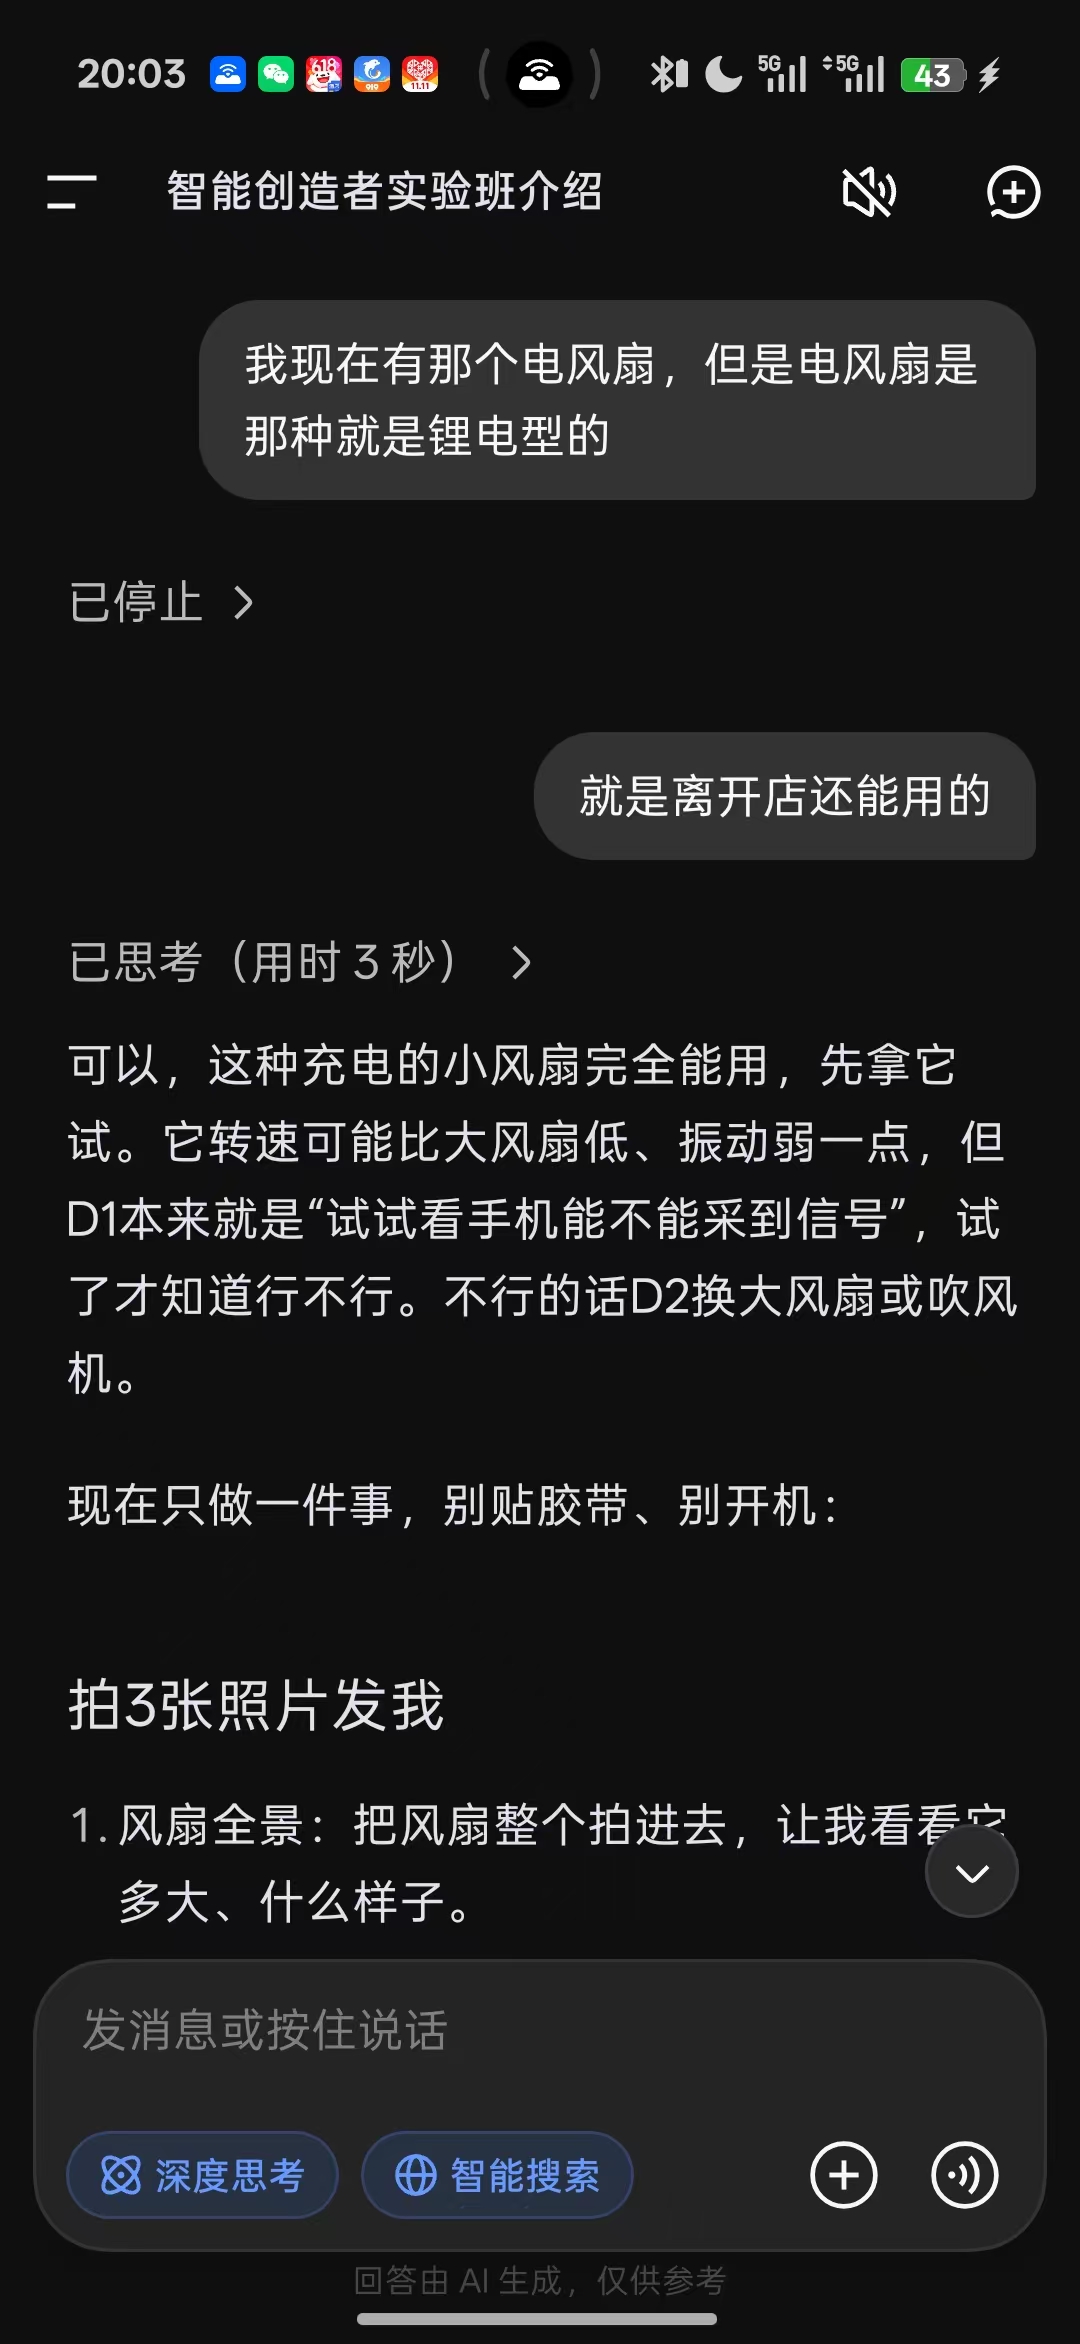 20:03
618
11.11
5G
5G
43
智能创造者实验班介绍
我现在有那个电风扇，但是电风扇是
那种就是锂电型的
已停止
就是离开店还能用的
已思考（用时 3 秒）
可以，这种充电的小风扇完全能用，先拿它
试。它转速可能比大风扇低、振动弱一点，但
D1本来就是“试试看手机能不能采到信号”，试
了才知道行不行。不行的话D2换大风扇或吹风
机。
现在只做一件事，别贴胶带、别开机：
拍3张照片发我
1. 风扇全景：把风扇整个拍进去，让我看看它
多大、什么样子。
发消息或按住说话
深度思考
智能搜索
回答由 AI 生成，仅供参考